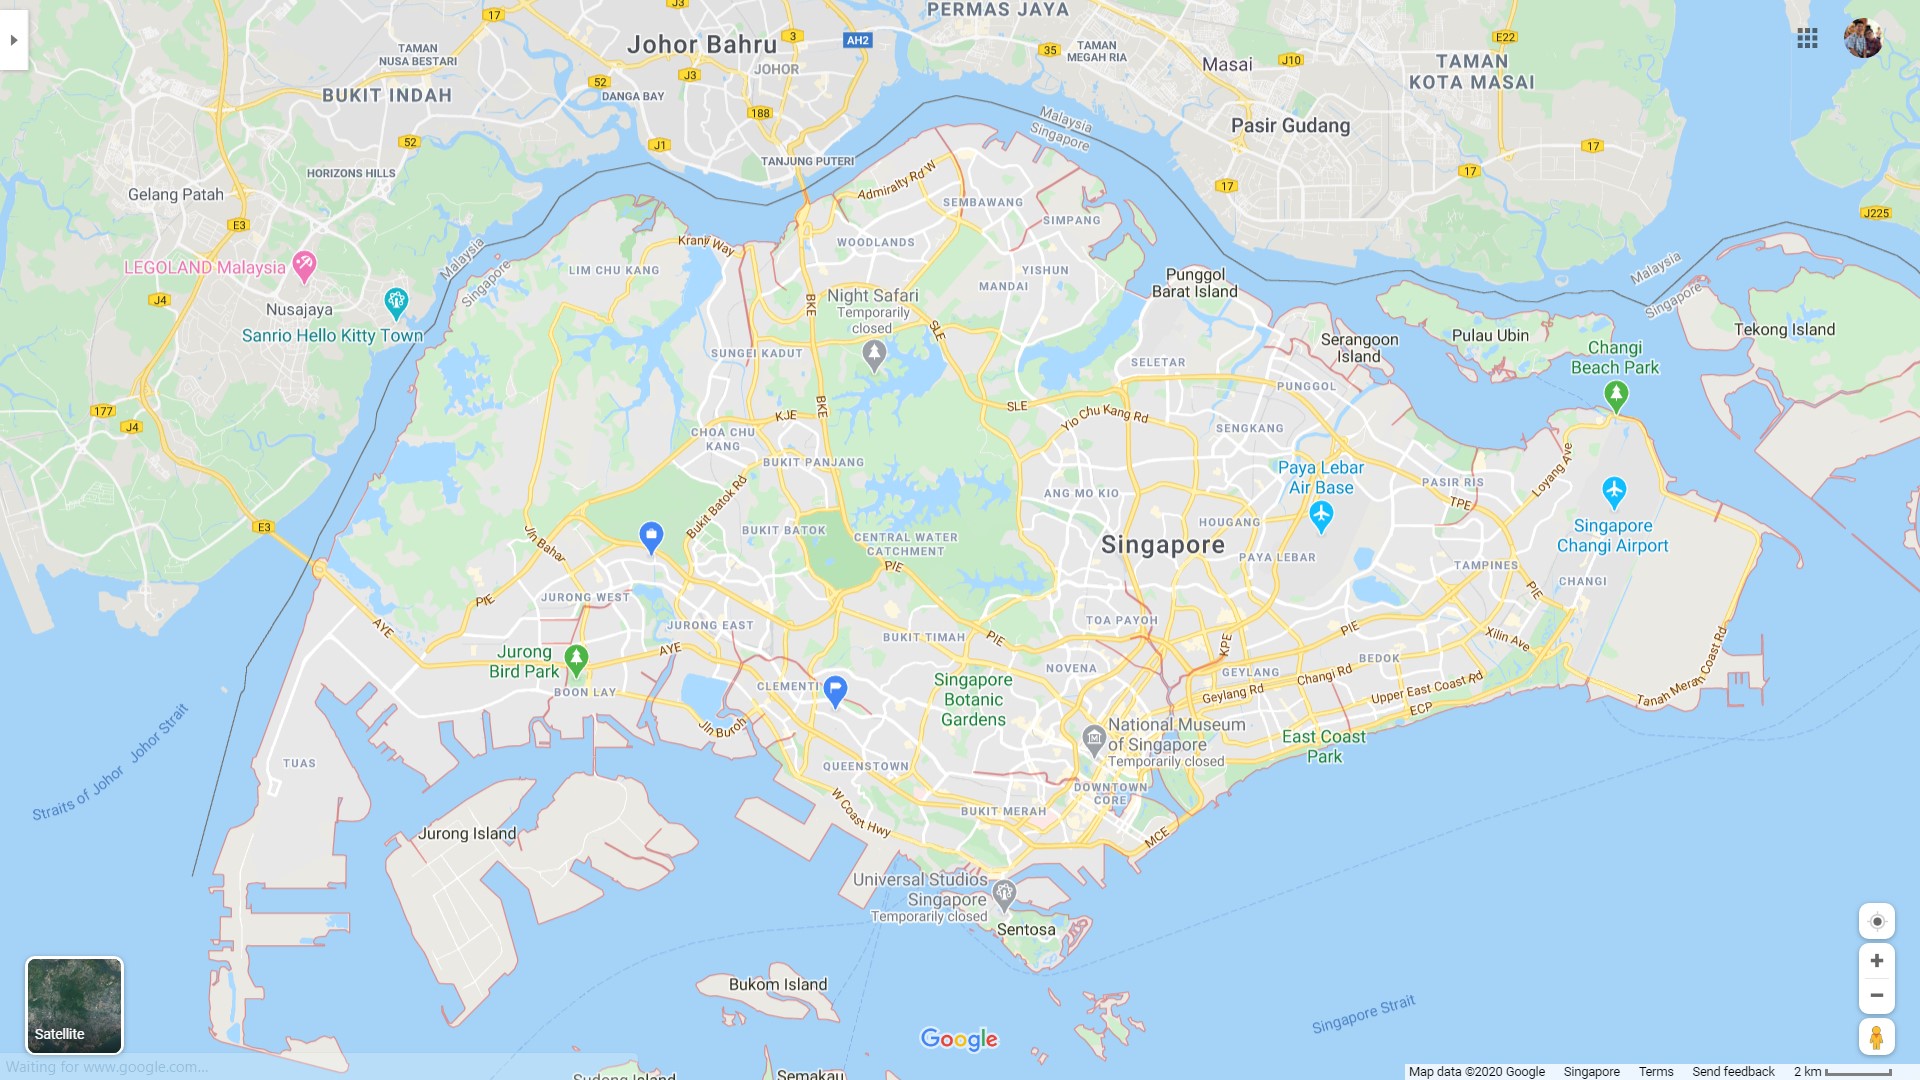 PERMAS JAYA
17
J3
3
Johor Bahru
AH2
TAMAN
NUSA BESTARI
35
TAMAN
MEGAH RIA
E22
Masai
J10
TAMAN
KOTA MASAI
JOHOR
J3
52
BUKIT INDAH
DANGA BAY
188
Malaysia
Singapore
Pasir Gudang
52
J1
17
TANJUNG PUTERI
HORIZONS HILLS
17
Admiralty Rd W
17
Gelang Patah
SEMBAWANG
J225
SIMPANG
E3
Kranji Way
WOODLANDS
Malaysia
Singapore
LEGOLAND Malaysia
LIM CHU KANG
YISHUN
Malaysia
Singapore
Punggol
Barat Island
MANDAI
J4
Nusajaya
BKE
Night Safari
Temporarily
closed
SLE
Sanrio Hello Kitty Town
Tekong Island
Pulau Ubin
Serangoon
Island
Changi
Beach Park
SUNGEI KADUT
SELETAR
PUNGGOL
177
J4
KJE
BKE
SLE
Yio Chu Kang Rd
CHOA CHU
KANG
SENGKANG
BUKIT PANJANG
Paya Lebar
Air Base
Loyang Ave
PASIR RIS
ANG MO KIO
TPE
Bukit Batok Rd
E3
Jln Bahar
BUKIT BATOK
CENTRAL WATER
CATCHMENT
HOUGANG
Singapore
PAYA LEBAR
Singapore
Changi Airport
PIE
TAMPINES
CHANGI
PIE
JURONG WEST
PIE
AYE
JURONG EAST
BUKIT TIMAH
PIE
TOA PAYOH
KPE
PIE
Xilin Ave
Jurong
Bird Park
AYE
NOVENA
GEYLANG
BEDOK
Changi Rd
Tanah Merah Coast Rd
BOON LAY
CLEMENTI
Singapore
Botanic
Gardens
Geylang Rd
Upper East Coast Rd
ECP
Jln Buroh
National Museum
of Singapore
Temporarily closed
East Coast
Park
Straits of Johor
Johor Strait
TUAS
QUEENSTOWN
DOWNTOWN
CORE
W Coast Hwy
BUKIT MERAH
Jurong Island
MCE
Universal Studios
Singapore
Temporarily closed
Sentosa
Bukom Island
Singapore Strait
Satellite
Google
Waiting for www.google.com...
Sudong Island
Semakau
Map data ©2020 Google
Singapore
Terms
Send feedback
2 km